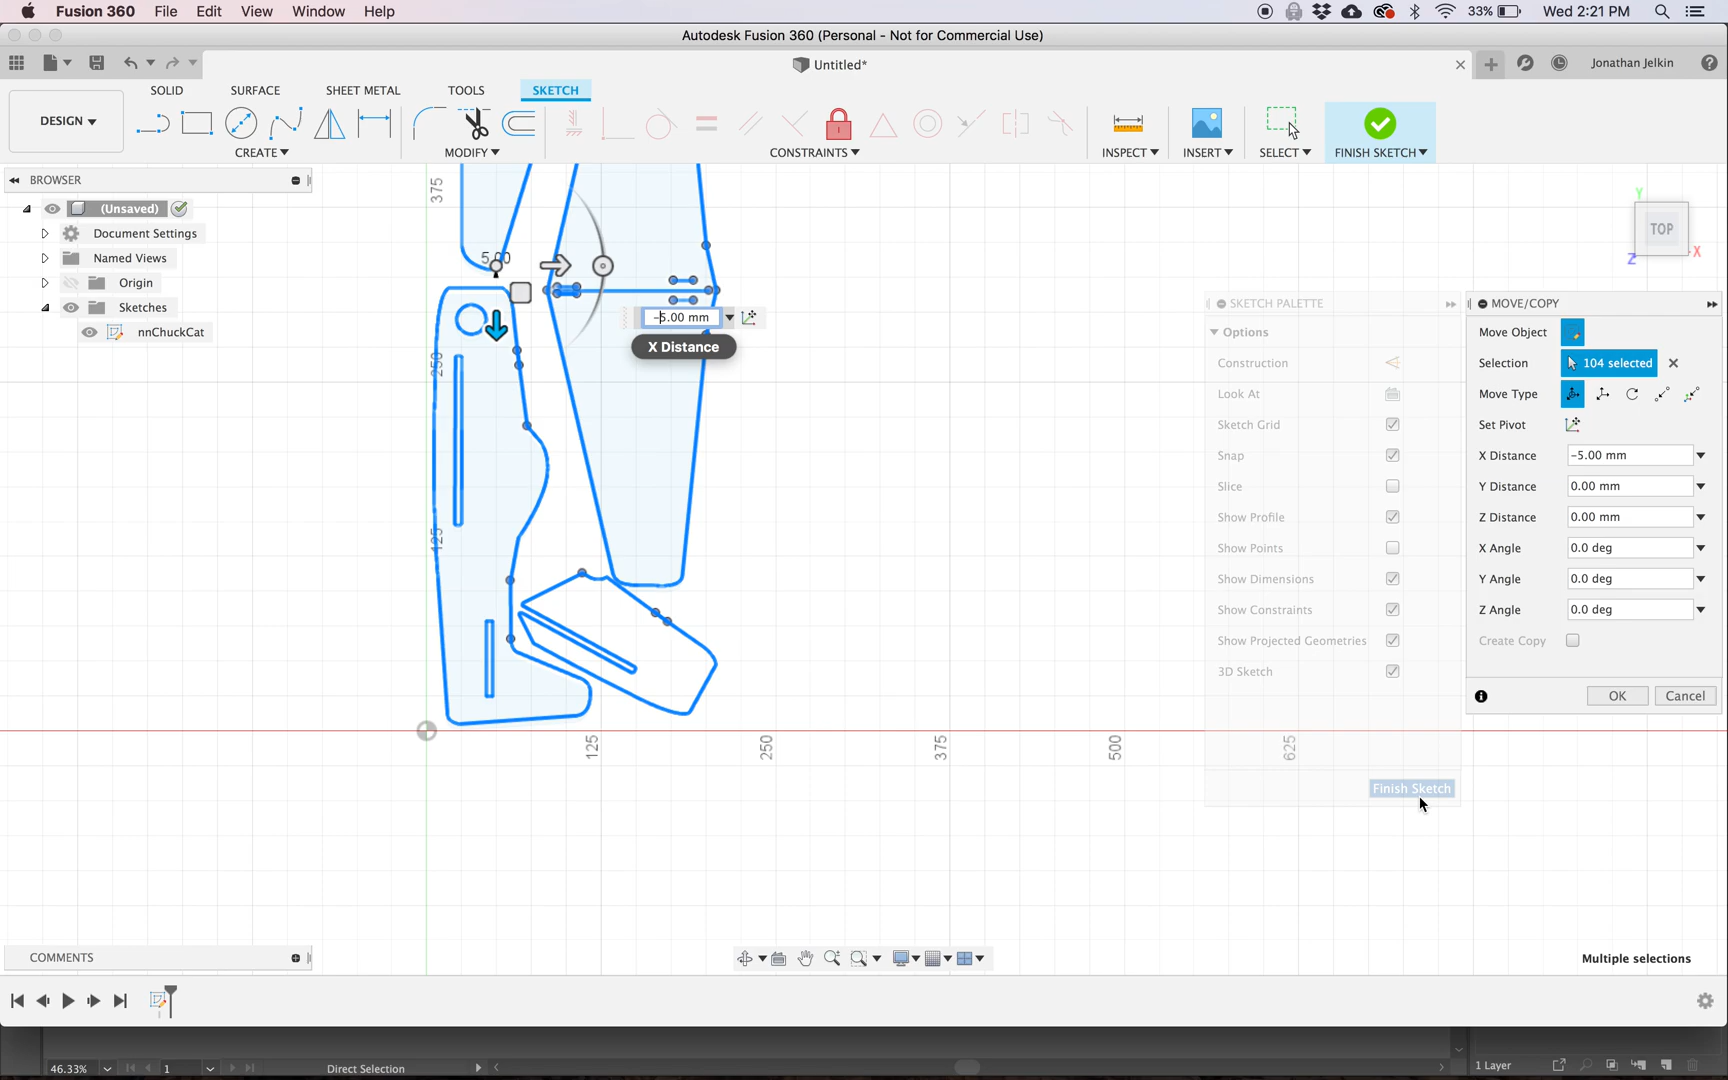 Fusion 360 File Edit View Window Help 33% Wed 2:21 PM
Autodesk Fusion 360 (Personal - Not for Commercial Use)
Untitled* Jonathan Jelkin
SOLID SURFACE SHEET METAL TOOLS SKETCH
DESIGN
CREATE MODIFY CONSTRAINTS INSPECT INSERT SELECT FINISH SKETCH
BROWSER
(Unsaved)
Document Settings
Named Views
Origin
Sketches
nnChuckCat
375
250
125
5.00
-5.00 mm
X Distance
TOP
Y
X
Z
SKETCH PALETTE
Options
Construction
Look At
Sketch Grid
Snap
Slice
Show Profile
Show Points
Show Dimensions
Show Constraints
Show Projected Geometries
3D Sketch
Finish Sketch
MOVE/COPY
Move Object
Selection 104 selected
Move Type
Set Pivot
X Distance -5.00 mm
Y Distance 0.00 mm
Z Distance 0.00 mm
X Angle 0.0 deg
Y Angle 0.0 deg
Z Angle 0.0 deg
Create Copy
OK Cancel
125 250 375 500 625
COMMENTS
Multiple selections
46.33% 1 Direct Selection 1 Layer